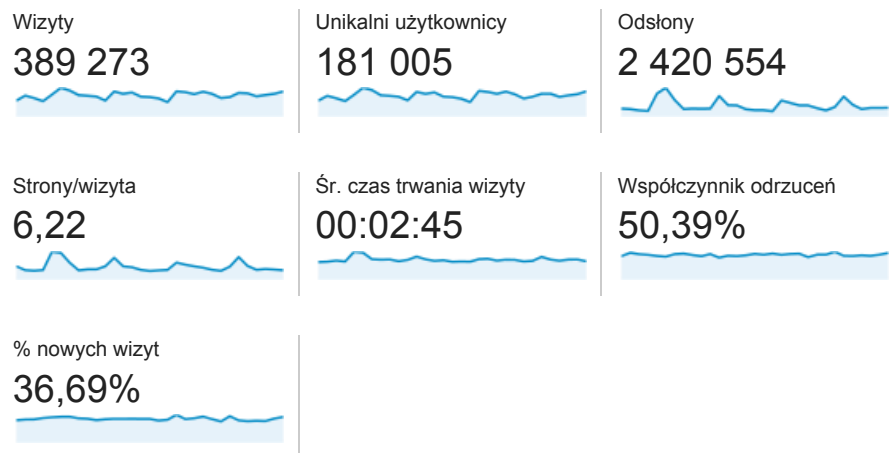 Wizyty
389 273
Unikalni użytkownicy
181 005
Odsłony
2 420 554
Strony/wizyta
6,22
Śr. czas trwania wizyty
00:02:45
Współczynnik odrzuceń
50,39%
% nowych wizyt
36,69%